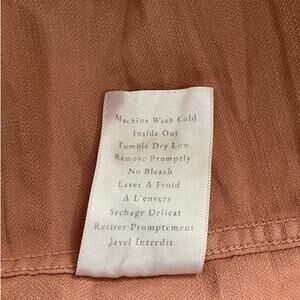 Machine Wash Cold
Inside Out
Tumble Dry Low
Remove Promptly
No Bleach
Laver A Froid
A L'envers
Sechage Delicat
Retirer Promptement
Javel Interdit